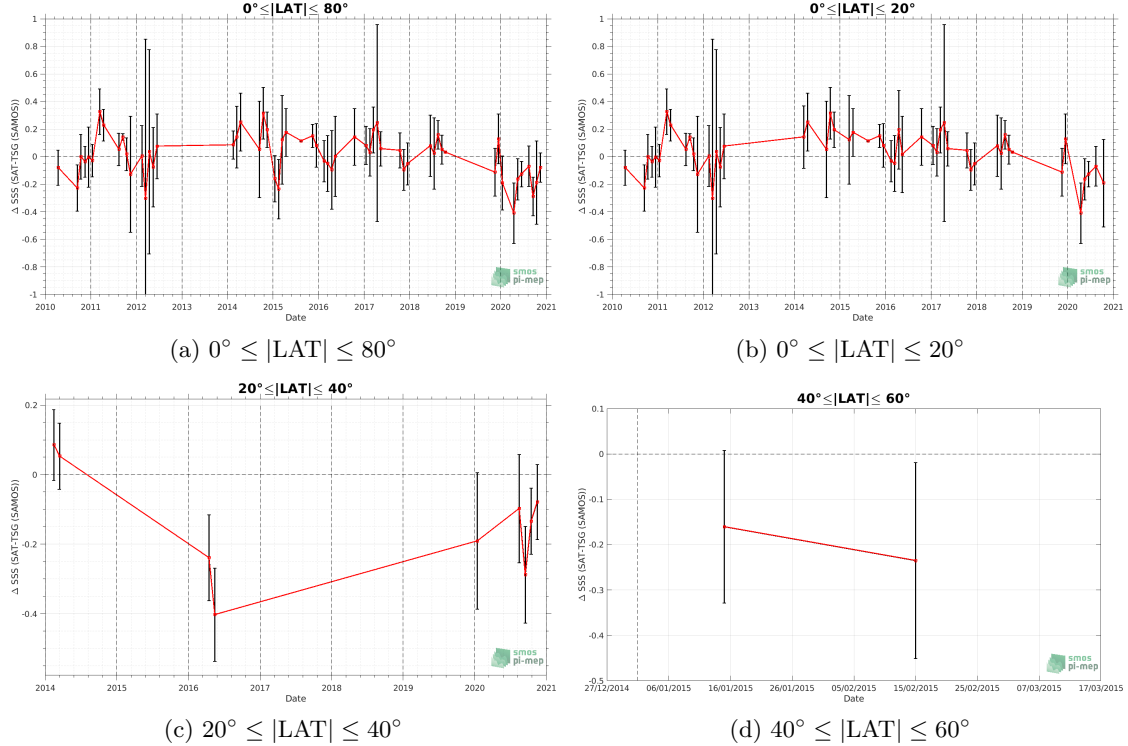 0°≤|LAT|≤ 80°
Δ SSS (SAT-TSG (SAMOS))
1
0.8
0.6
0.4
0.2
0
-0.2
-0.4
-0.6
-0.8
-1
2010 2011 2012 2013 2014 2015 2016 2017 2018 2019 2020 2021
Date
smos
pi-mep
(a) 0° ≤ |LAT| ≤ 80°
0°≤|LAT|≤ 20°
Δ SSS (SAT-TSG (SAMOS))
1
0.8
0.6
0.4
0.2
0
-0.2
-0.4
-0.6
-0.8
-1
2010 2011 2012 2013 2014 2015 2016 2017 2018 2019 2020 2021
Date
smos
pi-mep
(b) 0° ≤ |LAT| ≤ 20°
20°≤|LAT|≤ 40°
Δ SSS (SAT-TSG (SAMOS))
0.2
0
-0.2
-0.4
2014 2015 2016 2017 2018 2019 2020 2021
Date
smos
pi-mep
(c) 20° ≤ |LAT| ≤ 40°
40°≤|LAT|≤ 60°
Δ SSS (SAT-TSG (SAMOS))
0.1
0
-0.1
-0.2
-0.3
-0.4
-0.5
27/12/2014 06/01/2015 16/01/2015 26/01/2015 05/02/2015 15/02/2015 25/02/2015 07/03/2015 17/03/2015
Date
smos
pi-mep
(d) 40° ≤ |LAT| ≤ 60°